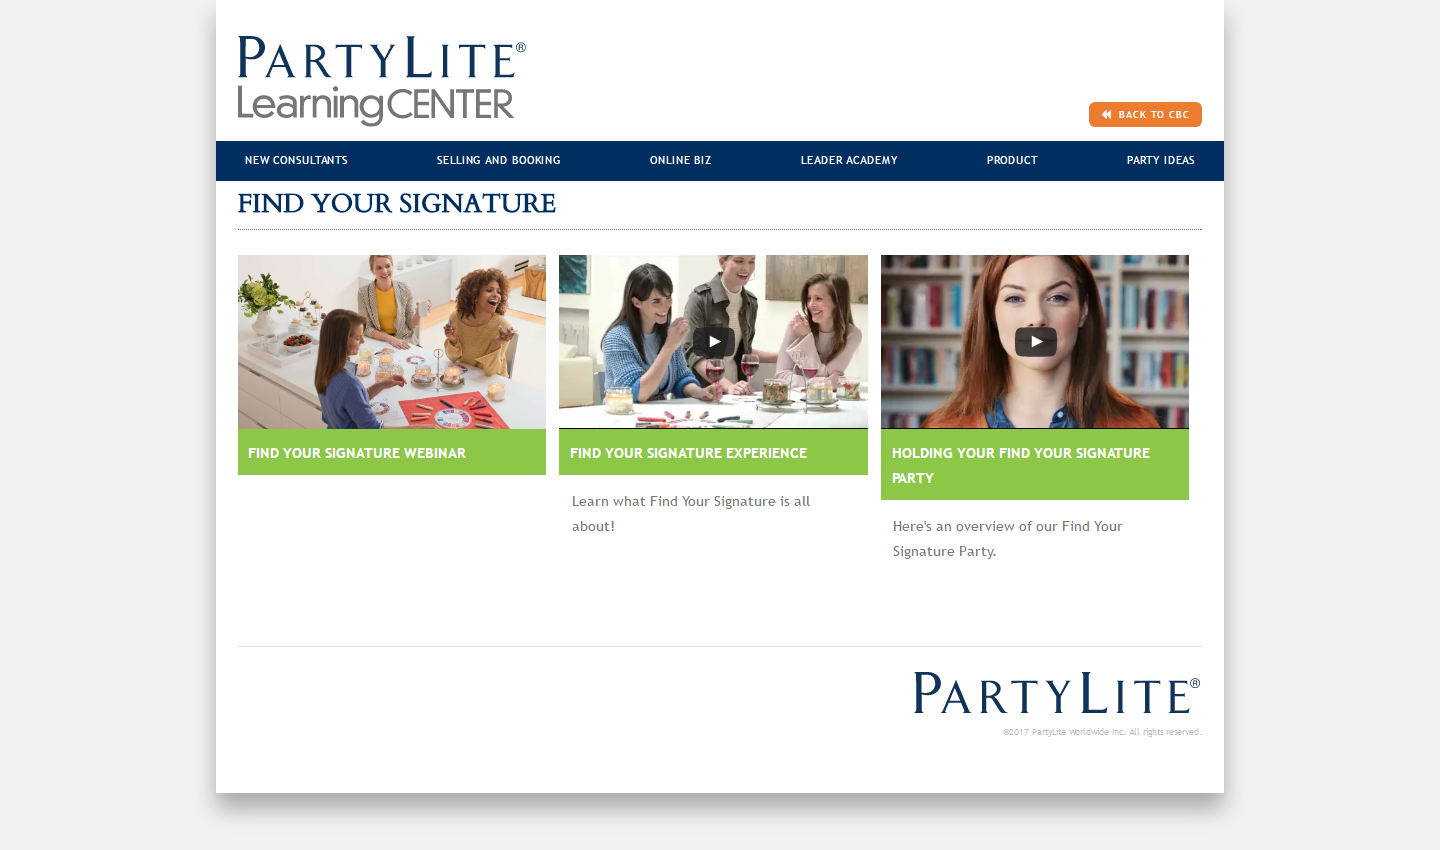 PARTYLITE®
Learning CENTER
BACK TO CBC
NEW CONSULTANTS SELLING AND BOOKING ONLINE BIZ LEADER ACADEMY PRODUCT PARTY IDEAS
FIND YOUR SIGNATURE
FIND YOUR SIGNATURE WEBINAR
FIND YOUR SIGNATURE EXPERIENCE
Learn what Find Your Signature is all
about!
HOLDING YOUR FIND YOUR SIGNATURE
PARTY
Here's an overview of our Find Your
Signature Party.
PARTYLITE®
©2017 PartyLite Worldwide Inc. All rights reserved.